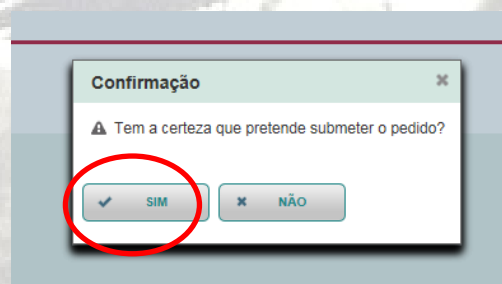 Confirmação
Tem a certeza que pretende submeter o pedido?
SIM
NÃO